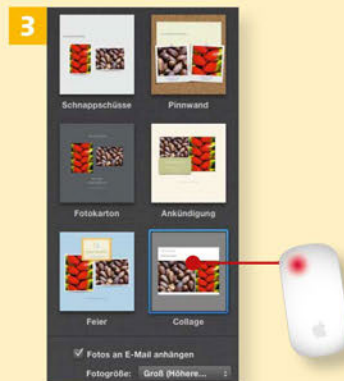 3
Schnappschüsse Pinnwand
Fotokarton Ankündigung
Feier Collage
Fotos an E-Mail anhängen
Fotogröße: Groß (Höhere...